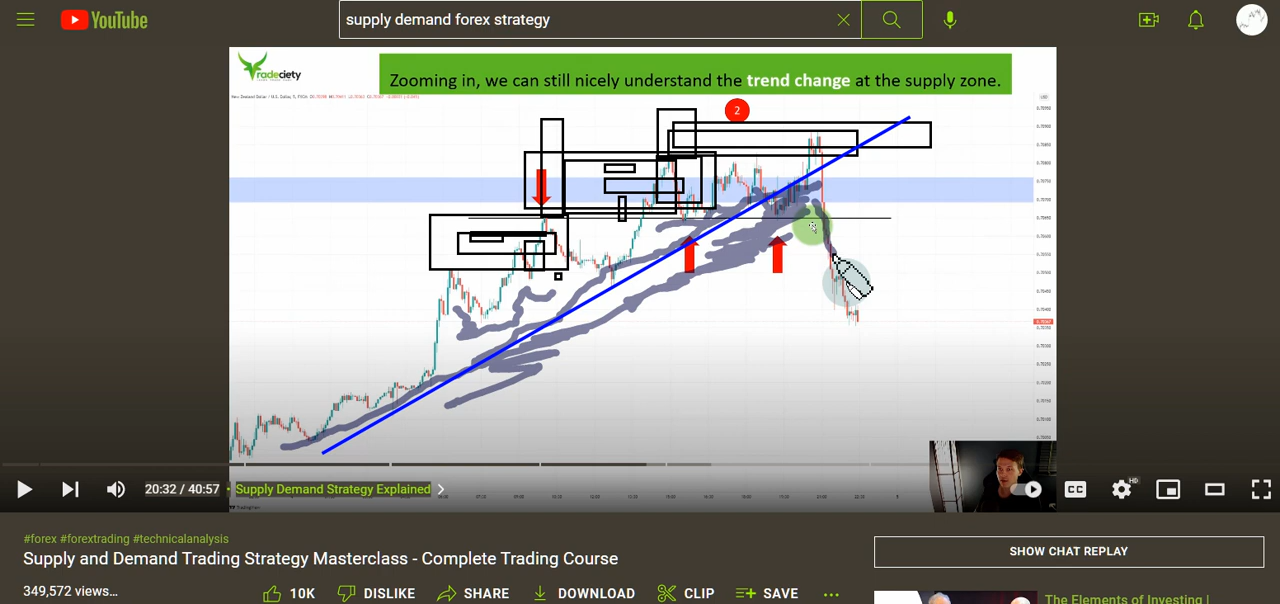 YouTube
supply demand forex strategy
Tradeciety
Zooming in, we can still nicely understand the trend change at the supply zone.
2
20:32 / 40:57 • Supply Demand Strategy Explained
CC
HD
#forex #forextrading #technicalanalysis
Supply and Demand Trading Strategy Masterclass - Complete Trading Course
SHOW CHAT REPLAY
349,572 views...
10K
DISLIKE
SHARE
DOWNLOAD
CLIP
SAVE
The Elements of Investing |